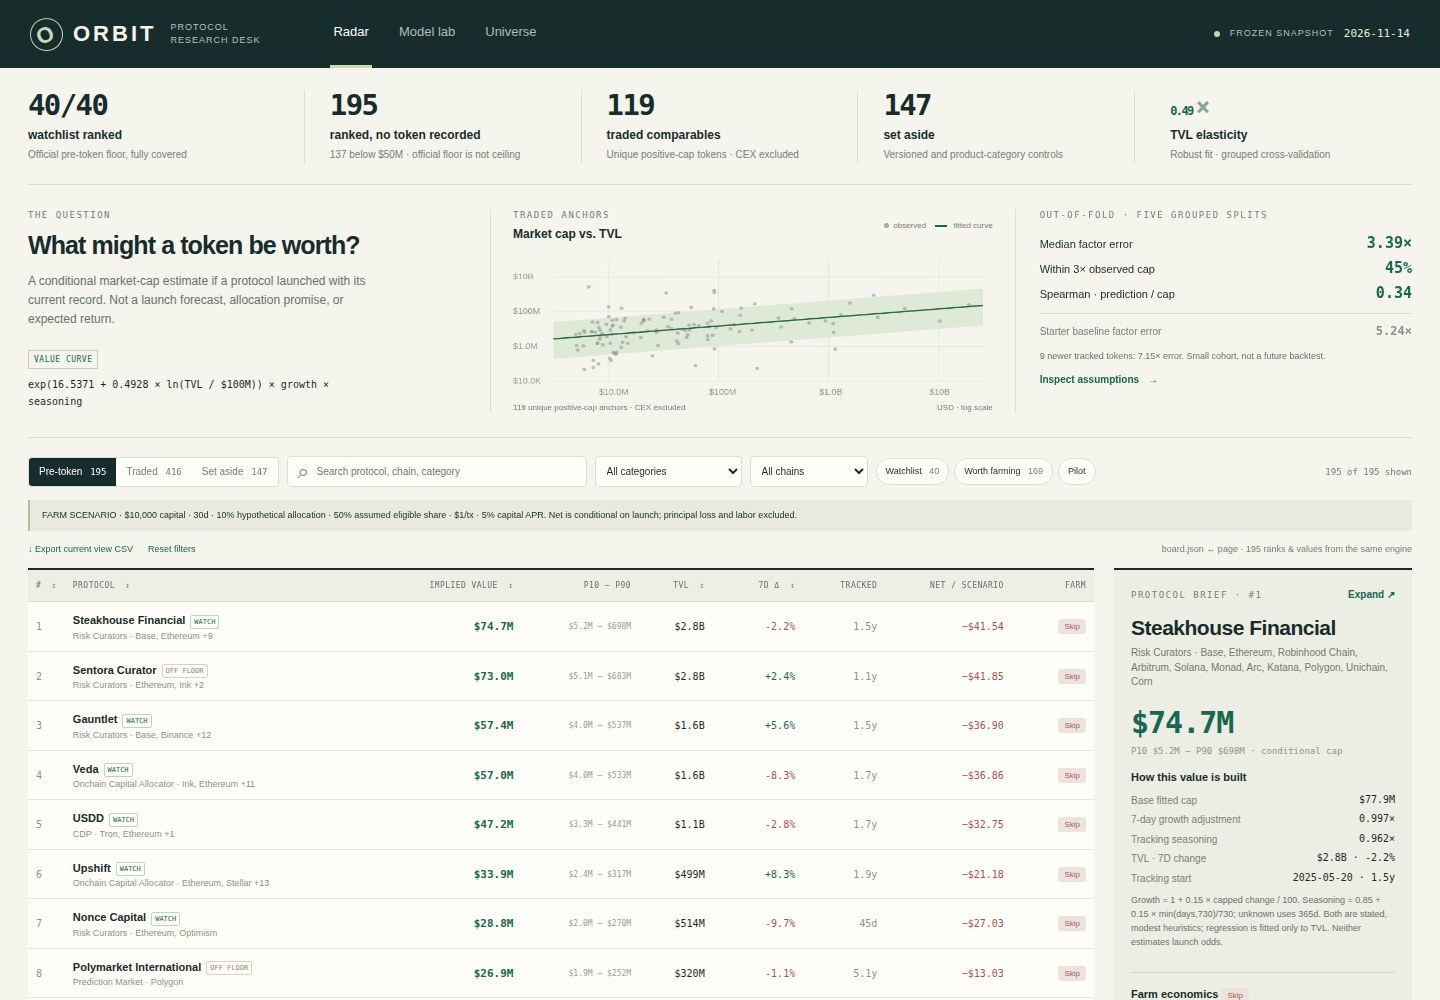 ORBIT
PROTOCOL
RESEARCH DESK
Radar Model lab Universe
FROZEN SNAPSHOT 2026-11-14
40/40
watchlist ranked
Official pre-token floor, fully covered
195
ranked, no token recorded
137 below $50M · official floor is not ceiling
119
traded comparables
Unique positive-cap tokens · CEX excluded
147
set aside
Versioned and product-category controls
0.49×
TVL elasticity
Robust fit · grouped cross-validation
THE QUESTION
What might a token be worth?
A conditional market-cap estimate if a protocol launched with its
current record. Not a launch forecast, allocation promise, or
expected return.
VALUE CURVE
exp(16.5371 + 0.4928 × ln(TVL / $100M)) × growth ×
seasoning
TRADED ANCHORS
Market cap vs. TVL
observed fitted curve
$10B
$100M
$1.0M
$10.0K
$10.0M $100M $1.0B $10B
119 unique positive-cap anchors · CEX excluded USD · log scale
OUT-OF-FOLD · FIVE GROUPED SPLITS
Median factor error 3.39×
Within 3× observed cap 45%
Spearman · prediction / cap 0.34
Starter baseline factor error 5.24×
9 newer tracked tokens: 7.15× error. Small cohort, not a future backtest.
Inspect assumptions →
Pre-token 195 Traded 416 Set aside 147
Search protocol, chain, category
All categories
All chains
Watchlist 40 Worth farming 169 Pilot
195 of 195 shown
FARM SCENARIO · $10,000 capital · 30d · 10% hypothetical allocation · 50% assumed eligible share · $1/tx · 5% capital APR. Net is conditional on launch; principal loss and labor excluded.
↓ Export current view CSV Reset filters
board.json ↔ page · 195 ranks & values from the same engine
# ↕ PROTOCOL ↕ IMPLIED VALUE ↕ P10 — P90 TVL ↕ 7D Δ ↕ TRACKED NET / SCENARIO FARM
1 Steakhouse Financial WATCH $74.7M $5.2M — $698M $2.8B -2.2% 1.5y −$41.54 Skip
Risk Curators · Base, Ethereum +9
2 Sentora Curator OFF FLOOR $73.0M $5.1M — $683M $2.8B +2.4% 1.1y −$41.85 Skip
Risk Curators · Ethereum, Ink +2
3 Gauntlet WATCH $57.4M $4.0M — $537M $1.6B +5.6% 1.5y −$36.90 Skip
Risk Curators · Base, Binance +12
4 Veda WATCH $57.0M $4.0M — $533M $1.6B -8.3% 1.7y −$36.86 Skip
Onchain Capital Allocator · Ink, Ethereum +11
5 USDD WATCH $47.2M $3.3M — $441M $1.1B -2.8% 1.7y −$32.75 Skip
CDP · Tron, Ethereum +1
6 Upshift WATCH $33.9M $2.4M — $317M $499M +8.3% 1.9y −$21.18 Skip
Onchain Capital Allocator · Ethereum, Stellar +13
7 Nonce Capital WATCH $28.8M $2.0M — $270M $514M -9.7% 45d −$27.03 Skip
Risk Curators · Ethereum, Optimism
8 Polymarket International OFF FLOOR $26.9M $1.9M — $252M $320M -1.1% 5.1y −$13.03 Skip
Prediction Market · Polygon
PROTOCOL BRIEF · #1 Expand ↗
Steakhouse Financial
Risk Curators · Base, Ethereum, Robinhood Chain,
Arbitrum, Solana, Monad, Arc, Katana, Polygon, Unichain,
Corn
$74.7M
P10 $5.2M — P90 $698M · conditional cap
How this value is built
Base fitted cap $77.9M
7-day growth adjustment 0.997×
Tracking seasoning 0.962×
TVL · 7D change $2.8B · -2.2%
Tracking start 2025-05-20 · 1.5y
Growth = 1 + 0.15 × capped change / 100. Seasoning = 0.85 +
0.15 × min(days,730)/730; unknown uses 365d. Both are stated,
modest heuristics; regression is fitted only to TVL. Neither
estimates launch odds.
Farm economics Skip